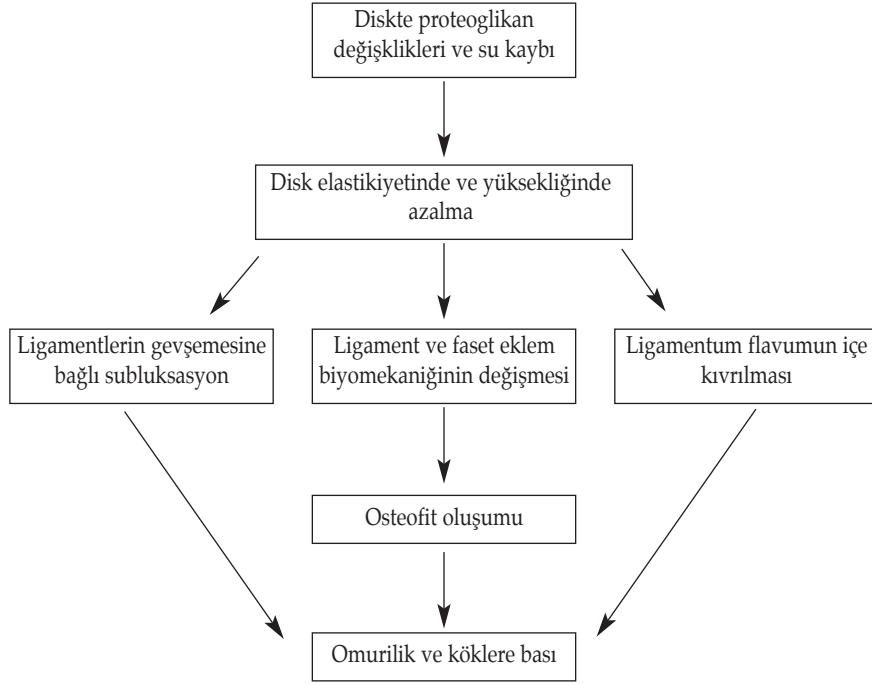 Diskte proteoglikan
değişklikleri ve su kaybı
Disk elastikiyetinde ve yüksekliğinde
azalma
Ligamentlerin gevşemesine
bağlı subluksasyon
Ligament ve faset eklem
biyomekaniğinin değişmesi
Ligamentum flavumun içe
kıvrılması
Osteofit oluşumu
Omurilik ve köklere bası